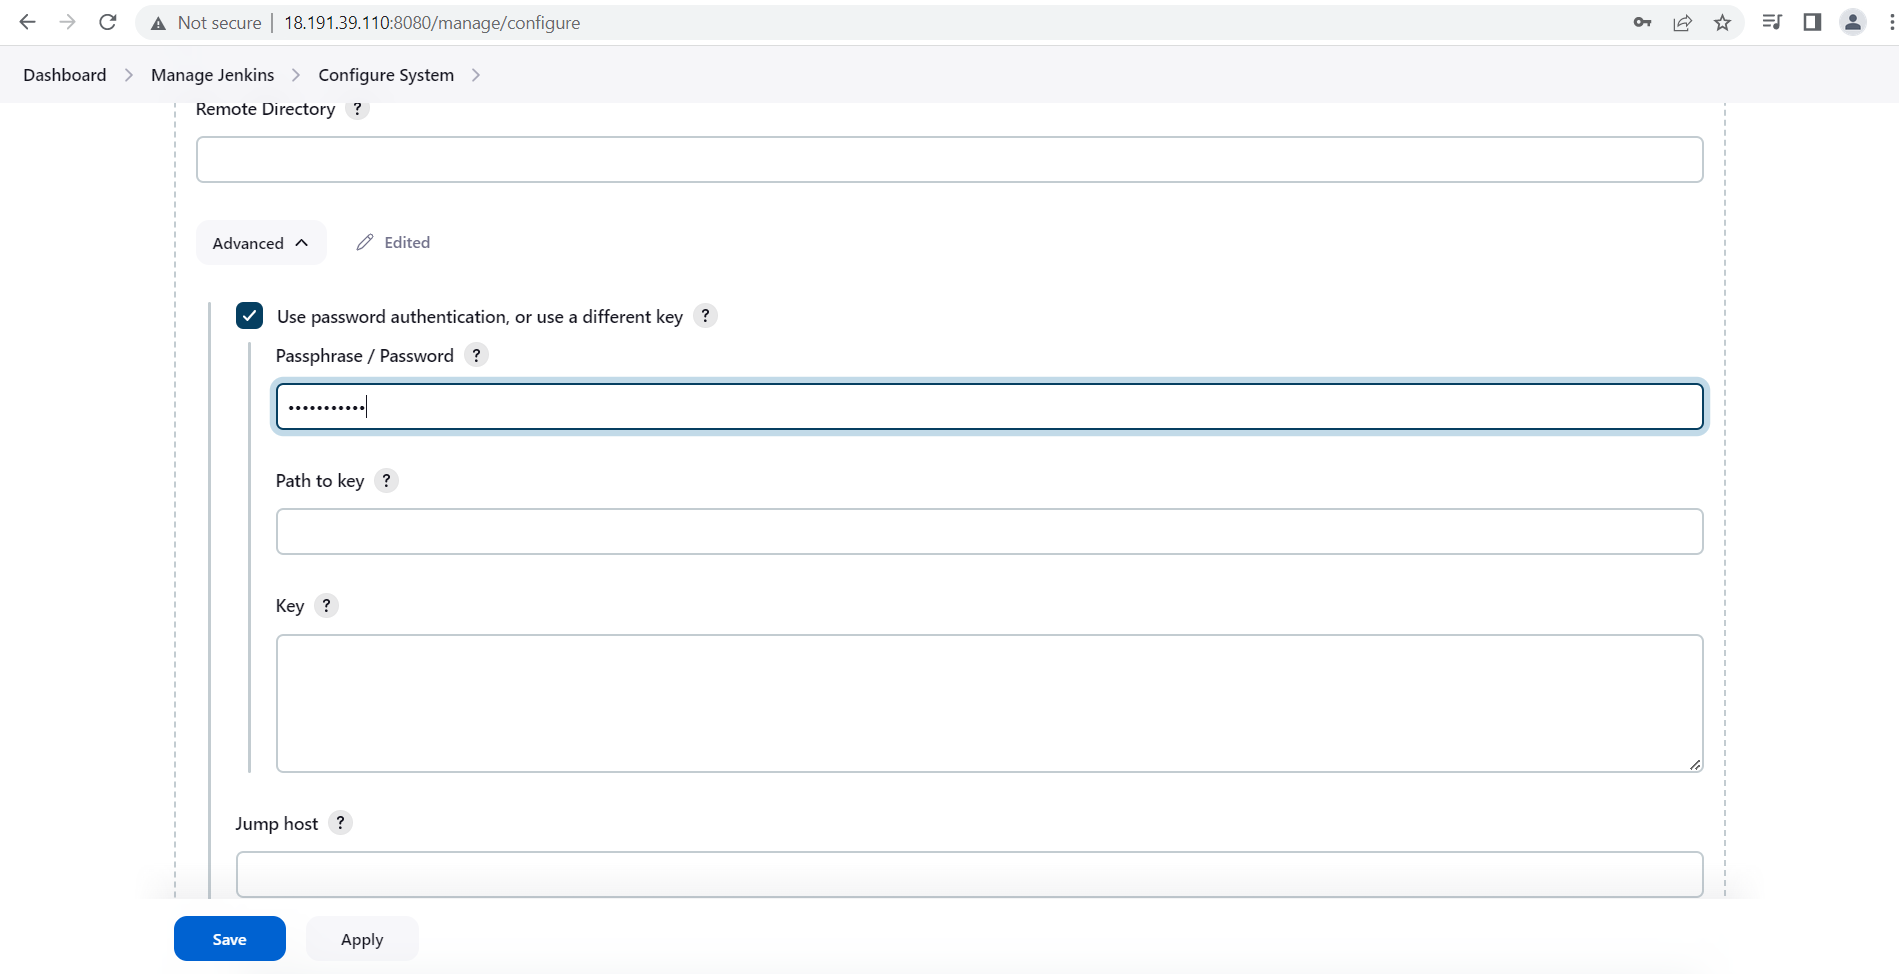 Not secure | 18.191.39.110:8080/manage/configure
Dashboard > Manage Jenkins > Configure System >
Remote Directory ?
Advanced Edited
Use password authentication, or use a different key ?
Passphrase / Password ?
•••••••••••
Path to key ?
Key ?
Jump host ?
Save Apply